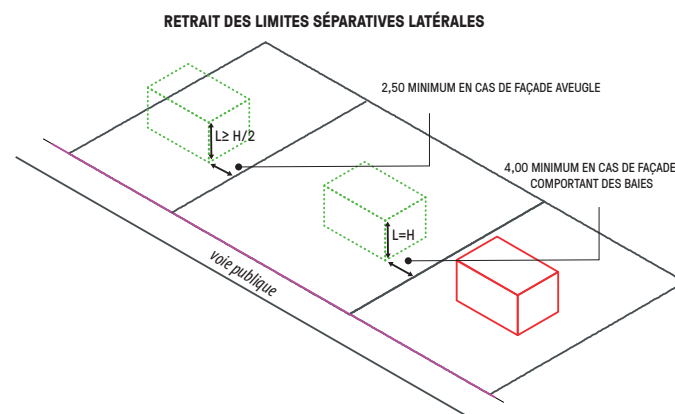 RETRAIT DES LIMITES SÉPARATIVES LATÉRALES
2,50 MINIMUM EN CAS DE FAÇADE AVEUGLE
L≥ H/2
4,00 MINIMUM EN CAS DE FAÇADE
COMPORTANT DES BAIES
L=H
voie publique